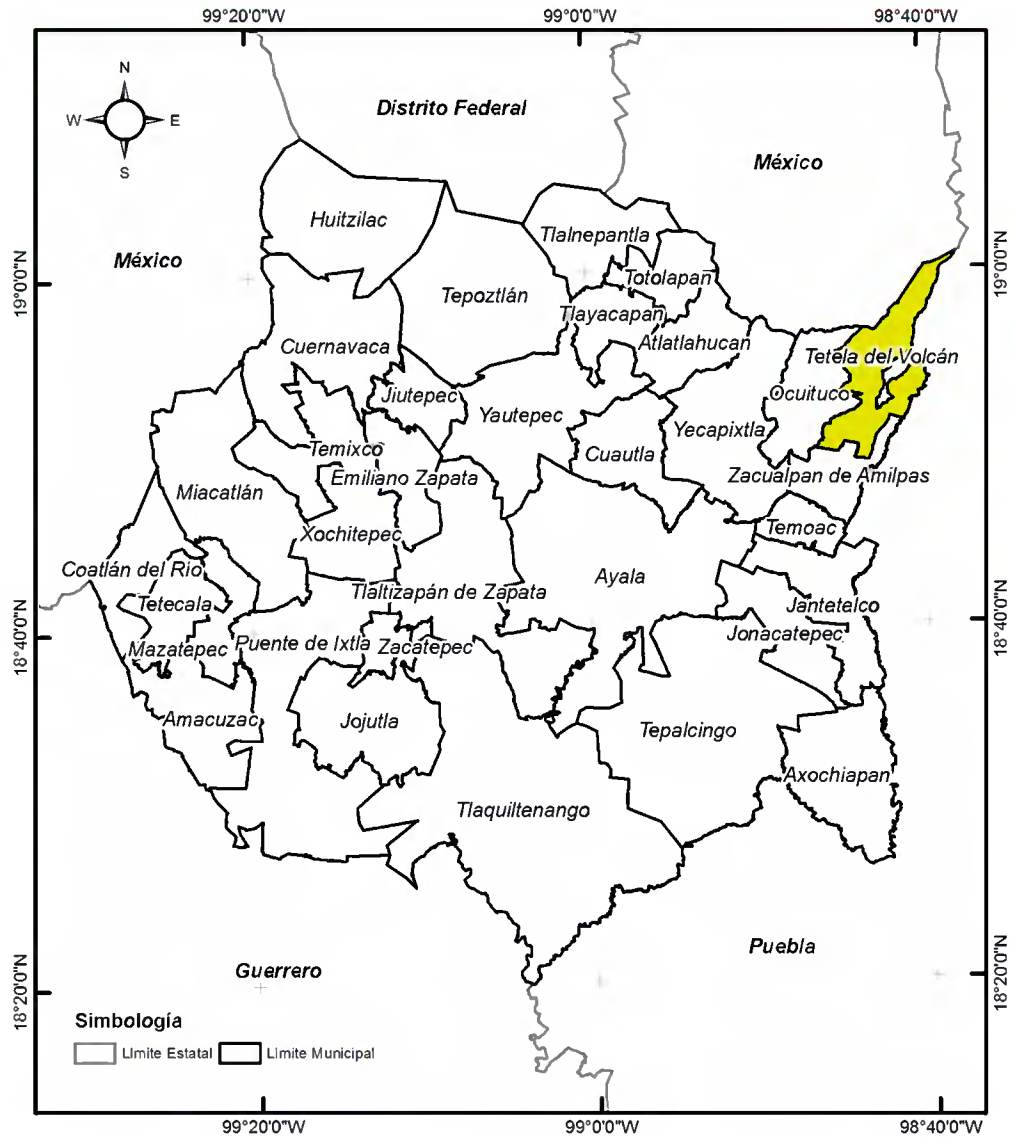 99°20'0"W
99°0'0"W
98°40'0"W
N
W
E
S
Distrito Federal
México
México
Huitzilac
Tlalnepantla
Totolapan
Tepoztlán
Tlayacapan
Atlatlahucan
19°0'0"N
19°0'0"N
Cuernavaca
Tetela del Volcán
Jiutepec
Ocuituco
Yautepec
Yecapixtla
Temixco
Cuautla
Emiliano Zapata
Zacualpan de Amilpas
Miacatlán
Temoac
Xochitepec
Coatlán del Rio
Ayala
Tlaltizapán de Zapata
Tetecala
Jantetelco
Jonacatepec
18°40'0"N
18°40'0"N
Mazatepec
Puente de Ixtla
Zacatepec
Amacuzac
Jojutla
Tepalcingo
Axochiapan
Tlaquiltenango
Puebla
Guerrero
18°20'0"N
18°20'0"N
Simbología
LImite Estatal
LImite Municipal
99°20'0"W
99°0'0"W
98°40'0"W